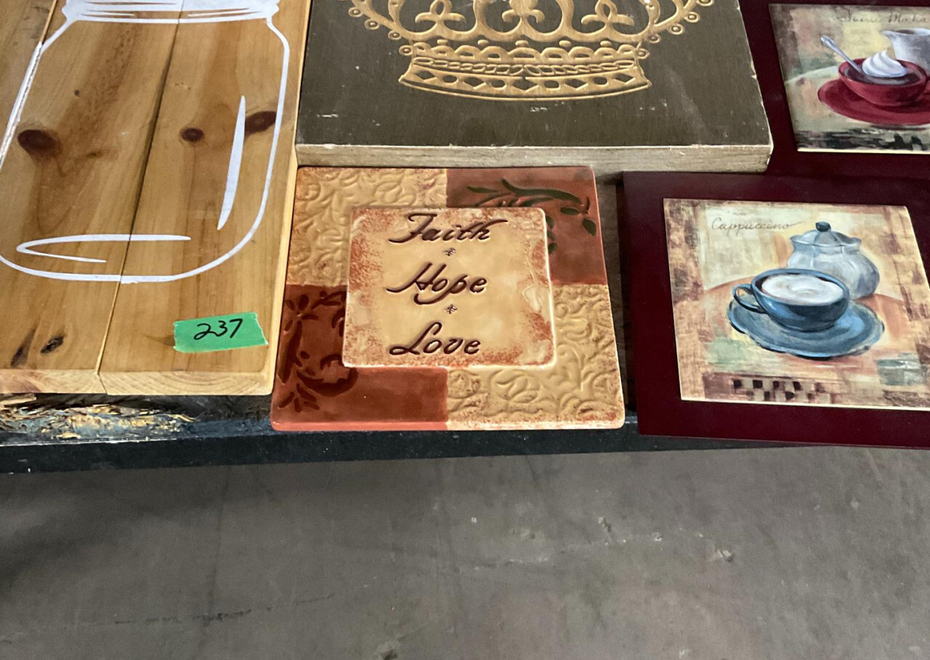 Cappuccino
Faith
Hope
Love
237